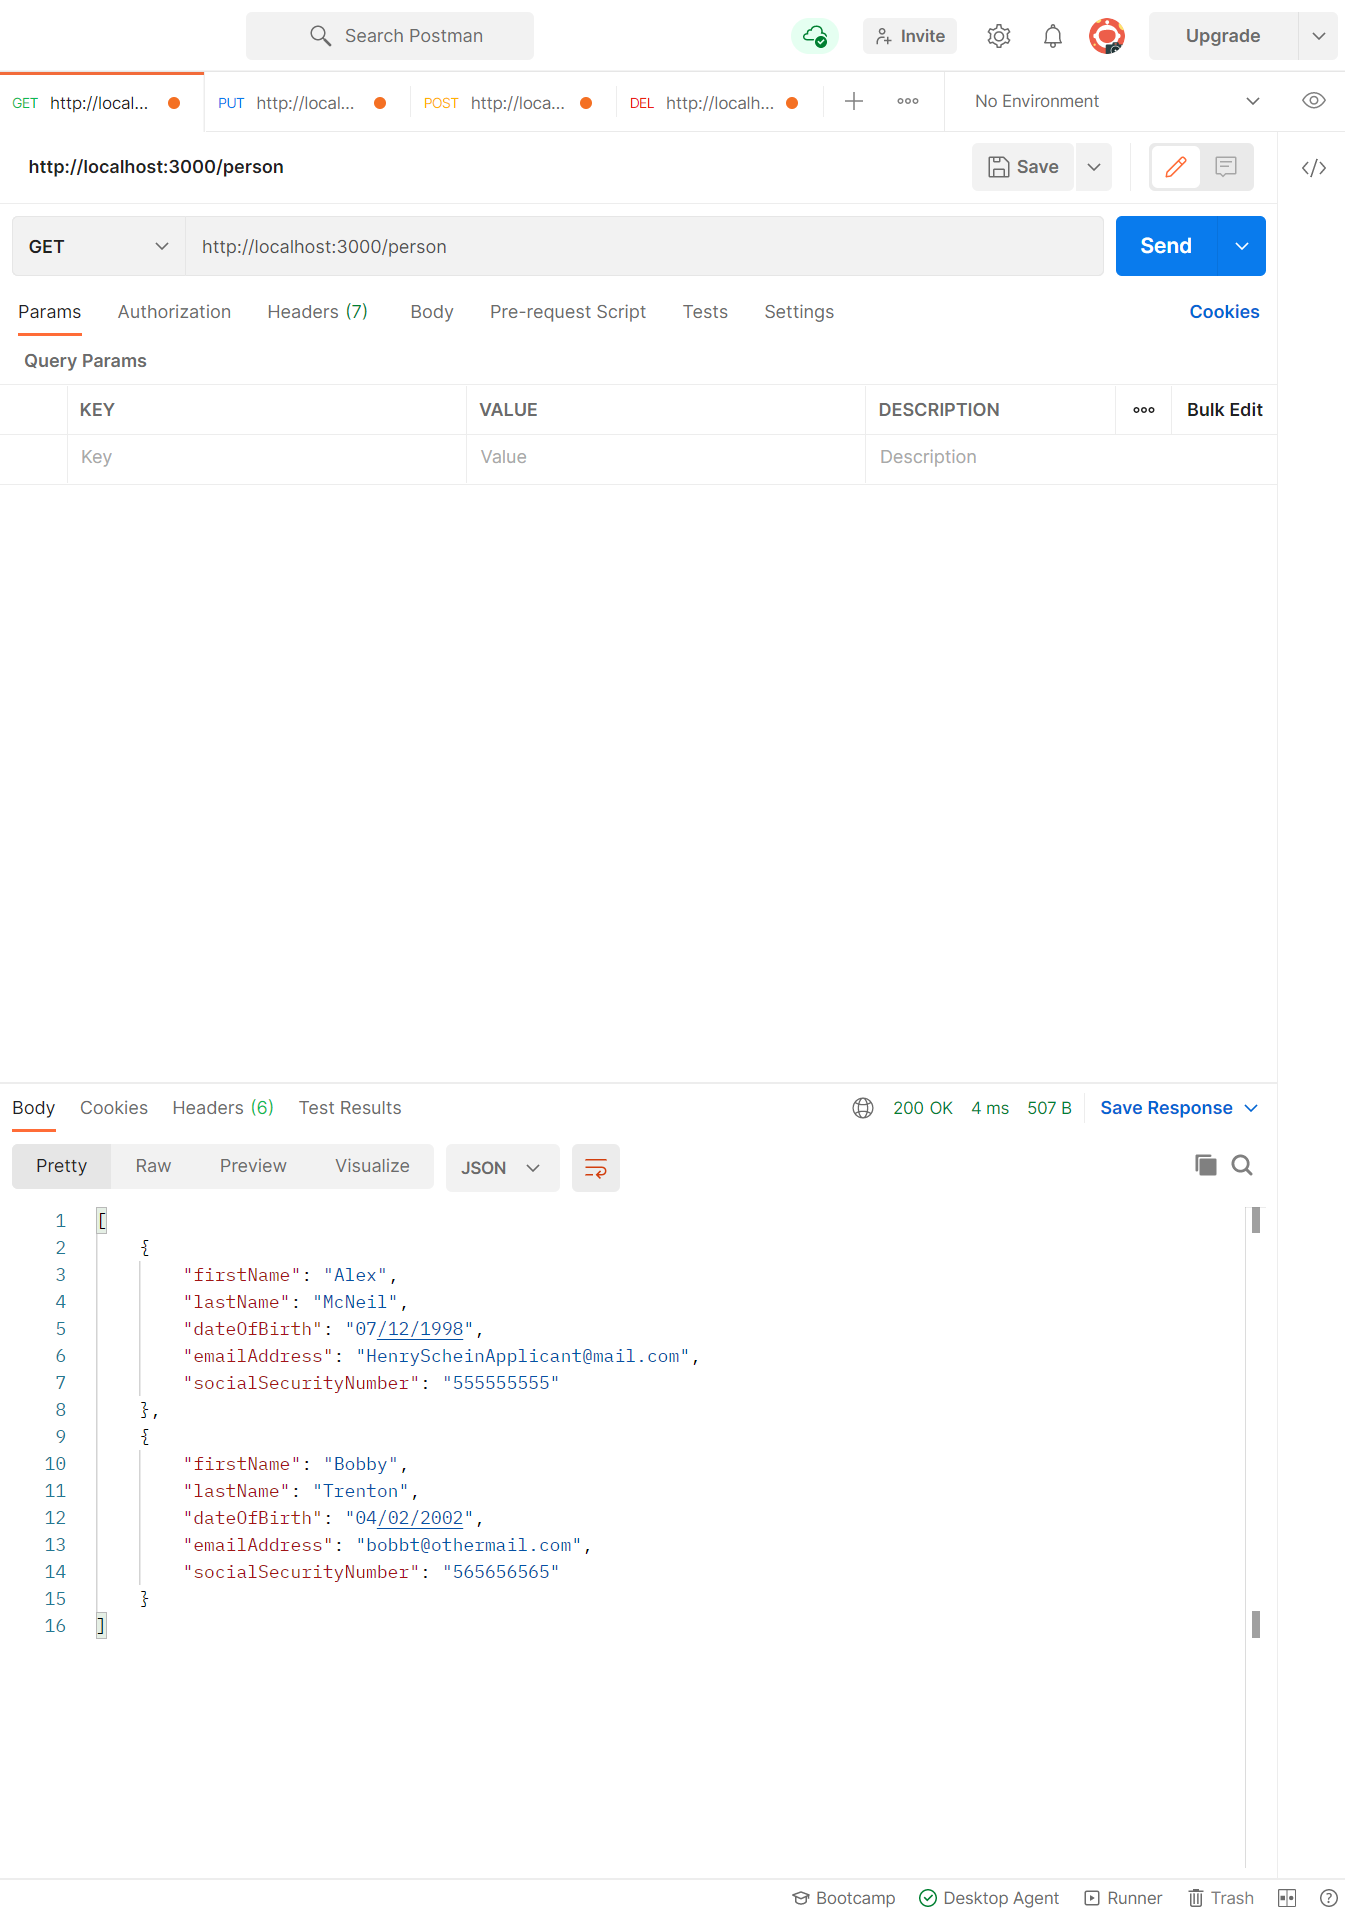 Search Postman
Invite
Upgrade
GET http://local...
PUT http://local...
POST http://loca...
DEL http://localh...
No Environment
http://localhost:3000/person
Save
GET
http://localhost:3000/person
Send
Params Authorization Headers (7) Body Pre-request Script Tests Settings Cookies
Query Params
KEY VALUE DESCRIPTION ooo Bulk Edit
Key Value Description
Body Cookies Headers (6) Test Results 200 OK 4 ms 507 B Save Response
Pretty Raw Preview Visualize JSON
1 [
2 {
3 "firstName": "Alex",
4 "lastName": "McNeil",
5 "dateOfBirth": "07/12/1998",
6 "emailAddress": "HenryScheinApplicant@mail.com",
7 "socialSecurityNumber": "555555555"
8 },
9 {
10 "firstName": "Bobby",
11 "lastName": "Trenton",
12 "dateOfBirth": "04/02/2002",
13 "emailAddress": "bobbt@othermail.com",
14 "socialSecurityNumber": "565656565"
15 }
16 ]
Bootcamp Desktop Agent Runner Trash